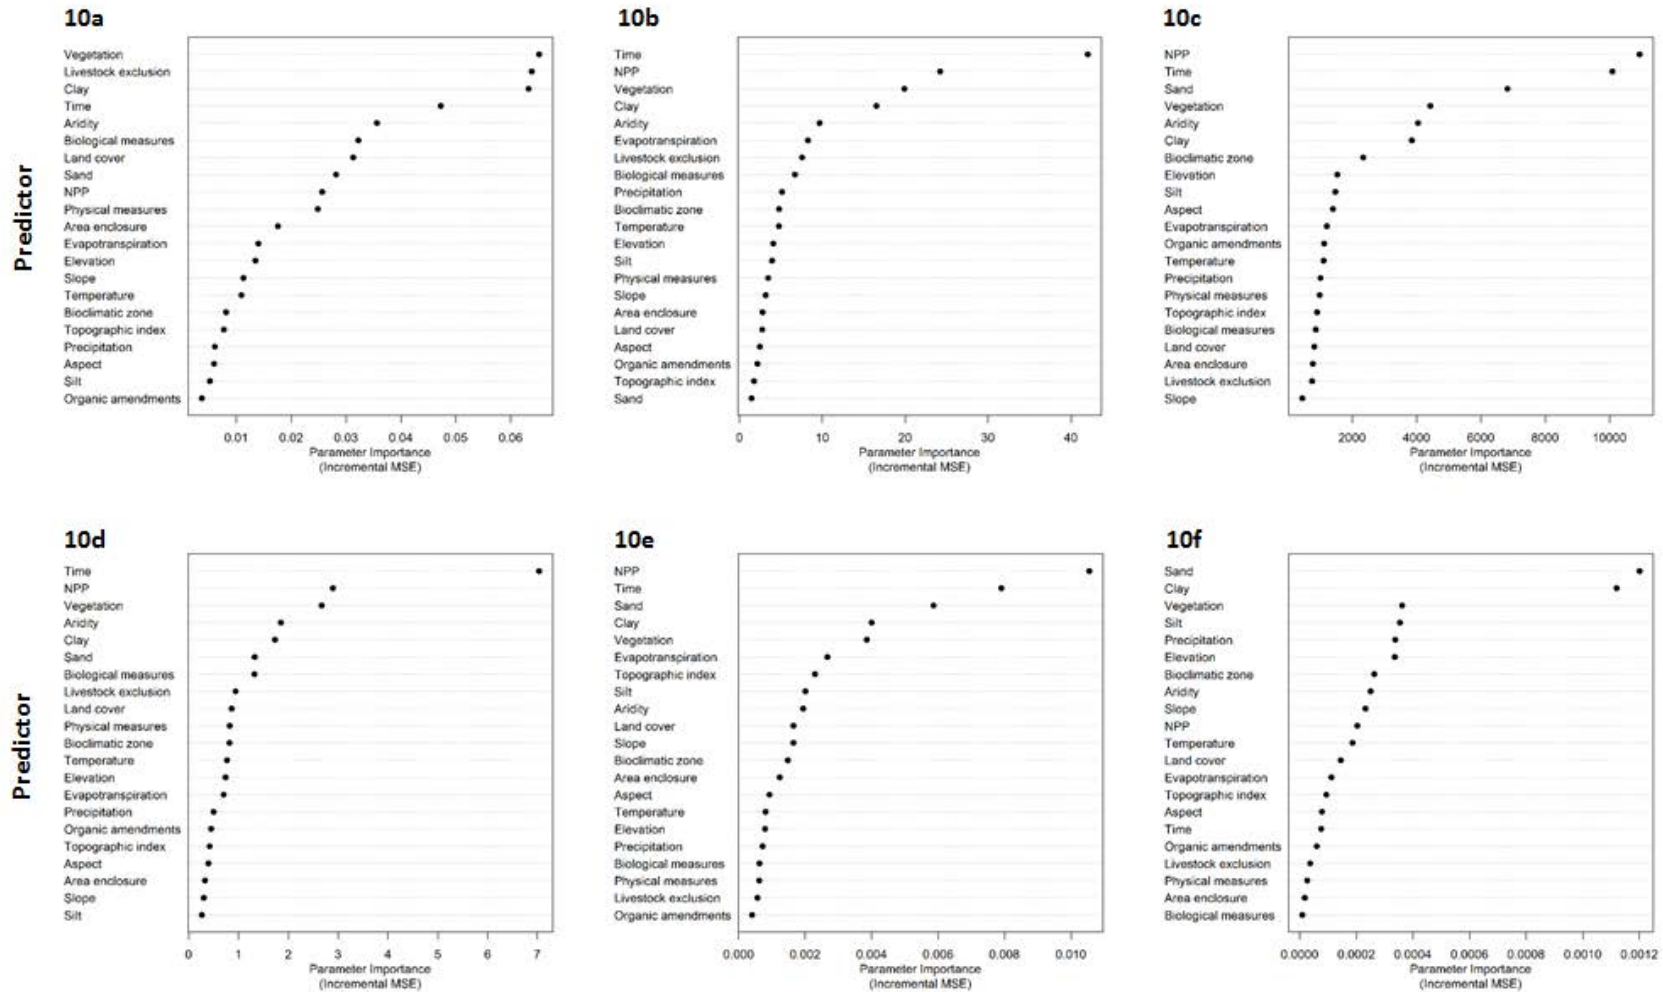 10a
Vegetation
Livestock exclusion
Clay
Time
Aridity
Biological measures
Land cover
Sand
NPP
Physical measures
Area enclosure
Evapotranspiration
Elevation
Slope
Temperature
Bioclimatic zone
Topographic index
Precipitation
Aspect
Silt
Organic amendments
0.01 0.02 0.03 0.04 0.05 0.06
Parameter Importance
(Incremental MSE)
Predictor
10b
Time
NPP
Vegetation
Clay
Aridity
Evapotranspiration
Livestock exclusion
Biological measures
Precipitation
Bioclimatic zone
Temperature
Elevation
Silt
Physical measures
Slope
Area enclosure
Land cover
Aspect
Organic amendments
Topographic index
Sand
0 10 20 30 40
Parameter Importance
(Incremental MSE)
10c
NPP
Time
Sand
Vegetation
Aridity
Clay
Bioclimatic zone
Elevation
Silt
Aspect
Evapotranspiration
Organic amendments
Temperature
Precipitation
Physical measures
Topographic index
Biological measures
Land cover
Area enclosure
Livestock exclusion
Slope
2000 4000 6000 8000 10000
Parameter Importance
(Incremental MSE)
10d
Time
NPP
Vegetation
Aridity
Clay
Sand
Biological measures
Livestock exclusion
Land cover
Physical measures
Bioclimatic zone
Temperature
Elevation
Evapotranspiration
Precipitation
Organic amendments
Topographic index
Aspect
Area enclosure
Slope
Silt
0 1 2 3 4 5 6 7
Parameter Importance
(Incremental MSE)
Predictor
10e
NPP
Time
Sand
Clay
Vegetation
Evapotranspiration
Topographic index
Silt
Aridity
Land cover
Slope
Bioclimatic zone
Area enclosure
Aspect
Temperature
Elevation
Precipitation
Biological measures
Physical measures
Livestock exclusion
Organic amendments
0.000 0.002 0.004 0.006 0.008 0.010
Parameter Importance
(Incremental MSE)
10f
Sand
Clay
Vegetation
Silt
Precipitation
Elevation
Bioclimatic zone
Aridity
Slope
NPP
Temperature
Land cover
Evapotranspiration
Topographic index
Aspect
Time
Organic amendments
Livestock exclusion
Physical measures
Area enclosure
Biological measures
0.0000 0.0002 0.0004 0.0006 0.0008 0.0010 0.0012
Parameter Importance
(Incremental MSE)